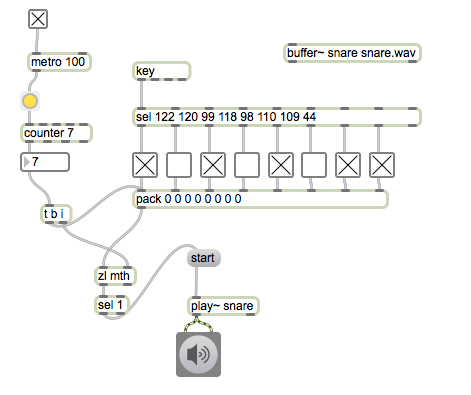 metro 100
buffer~ snare snare.wav
key
sel 122 120 99 118 98 110 109 44
counter 7
7
pack 0 0 0 0 0 0 0 0
t b i
start
zl mth
sel 1
play~ snare